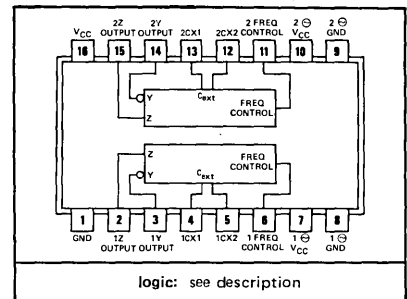 2Z 2Y 2 FREQ 2 ⊖ 2 ⊖
VCC OUTPUT OUTPUT 2CX1 2CX2 CONTROL VCC GND
16 15 14 13 12 11 10 9
Y Cext FREQ
Z CONTROL
Z FREQ
Y Cext CONTROL
1 2 3 4 5 6 7 8
GND 1Z 1Y 1CX1 1CX2 1 FREQ 1 ⊖ 1 ⊖
OUTPUT OUTPUT CONTROL VCC GND
logic: see description